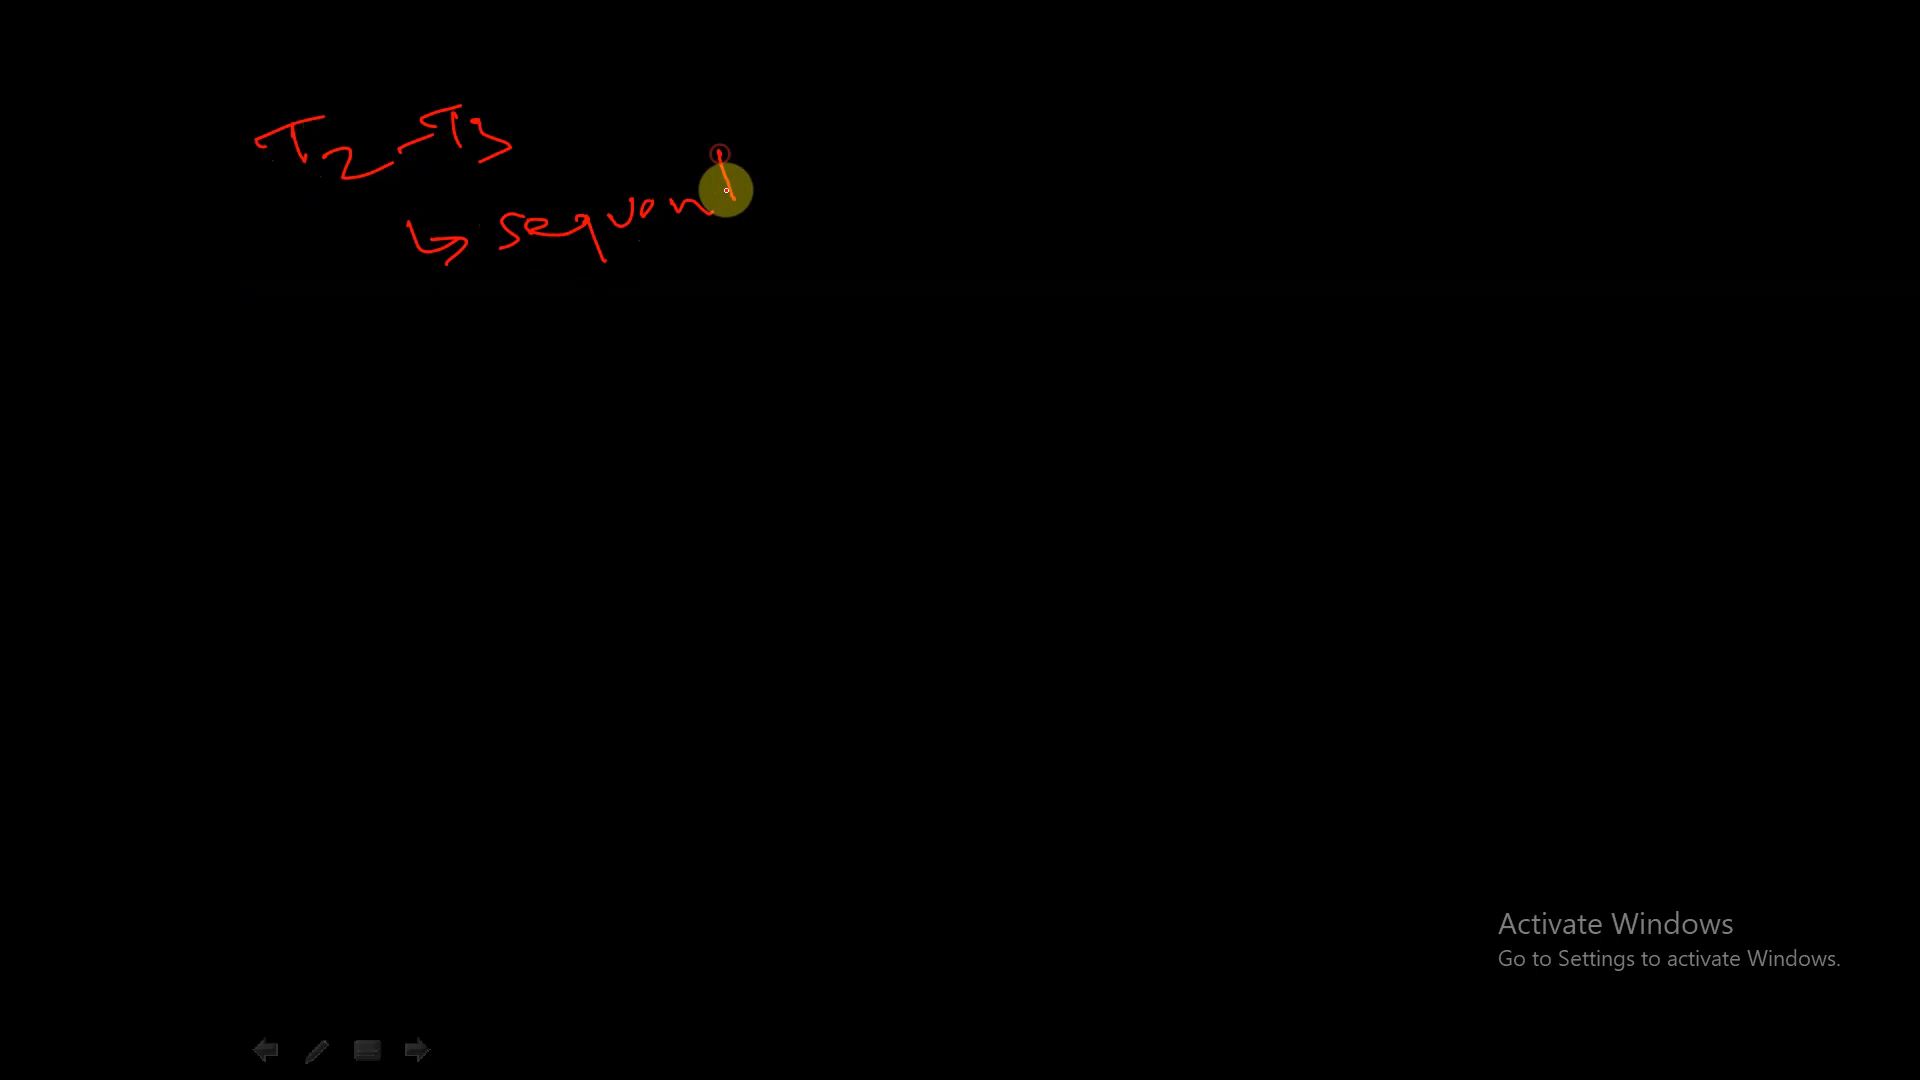 T2-T3
↳ sequen
Activate Windows
Go to Settings to activate Windows.